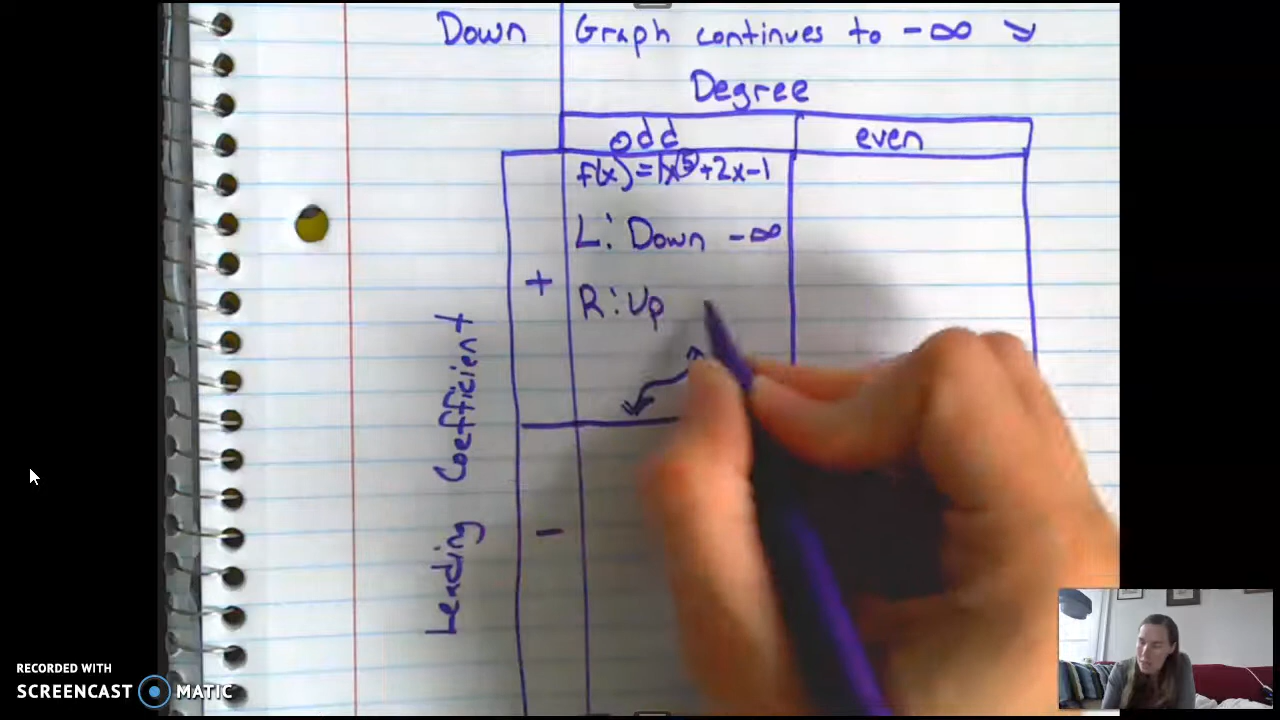 Down Graph continues to -∞
Degree
odd even
f(x)=1x⁵+2x-1
L: Down -∞
+
R: Up
Leading Coefficient
-
RECORDED WITH
SCREENCAST MATIC